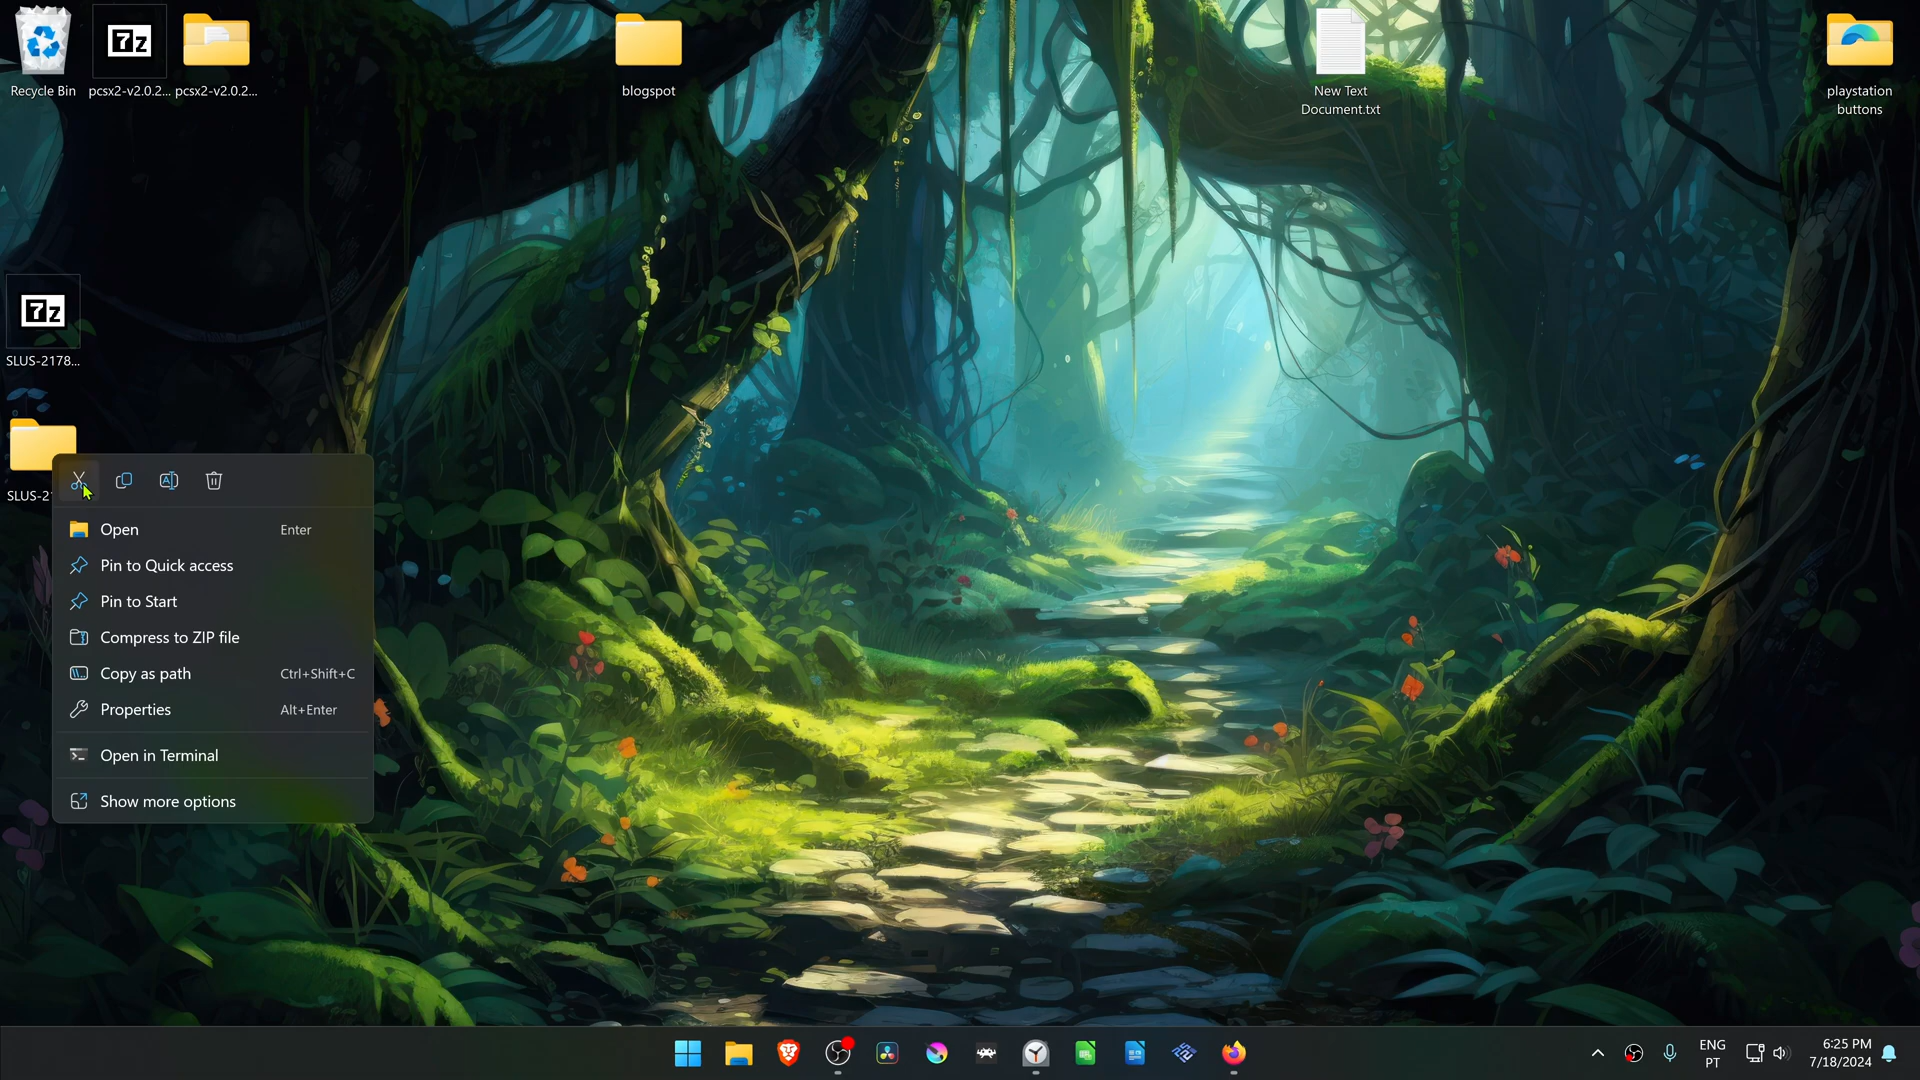 Recycle Bin
pcsx2-v2.0.2...
pcsx2-v2.0.2...
blogspot
New Text
Document.txt
playstation
buttons
7z
7z
SLUS-2178...
SLUS-2
Open Enter
Pin to Quick access
Pin to Start
Compress to ZIP file
Copy as path Ctrl+Shift+C
Properties Alt+Enter
Open in Terminal
Show more options
ENG
PT
6:25 PM
7/18/2024